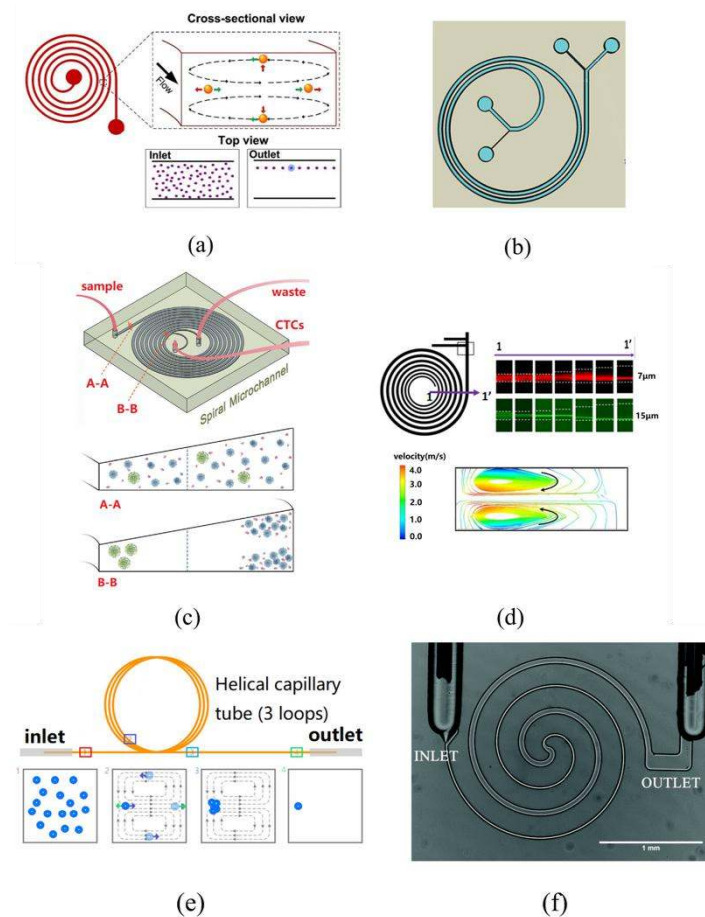 Cross-sectional view
Flow
Top view
Inlet
Outlet
(a)
(b)
sample
waste
CTCs
A-A
B-B
Spiral Microchannel
A-A
B-B
(c)
1
1'
1
1'
7μm
15μm
velocity(m/s)
4.0
3.0
2.0
1.0
0.0
(d)
Helical capillary
tube (3 loops)
inlet
outlet
1
2
3
4
(e)
INLET
OUTLET
1 mm
(f)